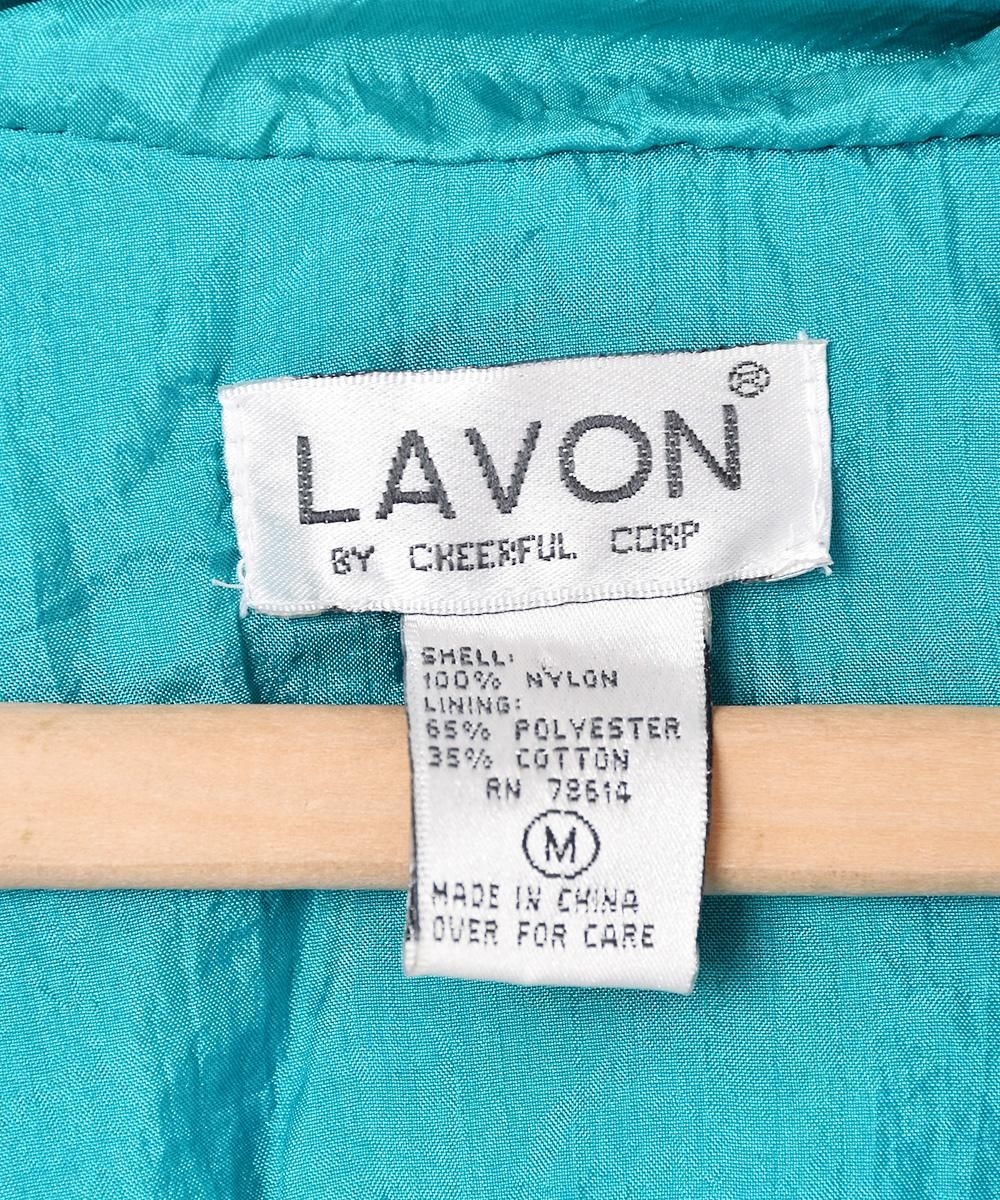 LAVON®
BY CHEERFUL CORP
SHELL:
100% NYLON
LINING:
65% POLYESTER
35% COTTON
RN 78614
M
MADE IN CHINA
OVER FOR CARE